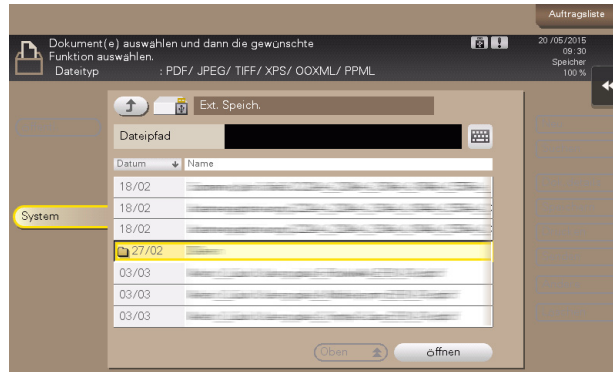 Auftragsliste
Dokument(e) auswählen und dann die gewünschte
Funktion auswählen.
Dateityp : PDF/ JPEG/ TIFF/ XPS/ OOXML/ PPML
20/05/2015
09:30
Speicher
100 %
Ext. Speich.
Dateipfad
Datum Name
18/02
18/02
18/02
System
27/02
03/03
03/03
03/03
Oben öffnen